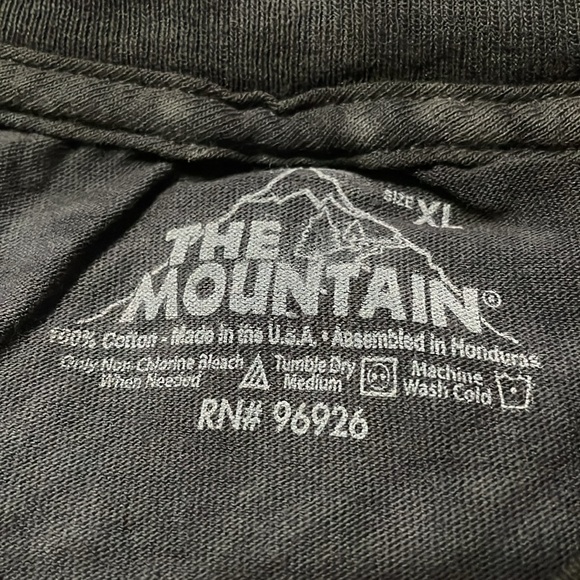 SIZE XL
THE
MOUNTAIN®
100% Cotton - Made in the U.S.A. • Assembled in Honduras
Only Non-Chlorine Bleach
When Needed
Tumble Dry
Medium
Machine
Wash Cold
RN# 96926